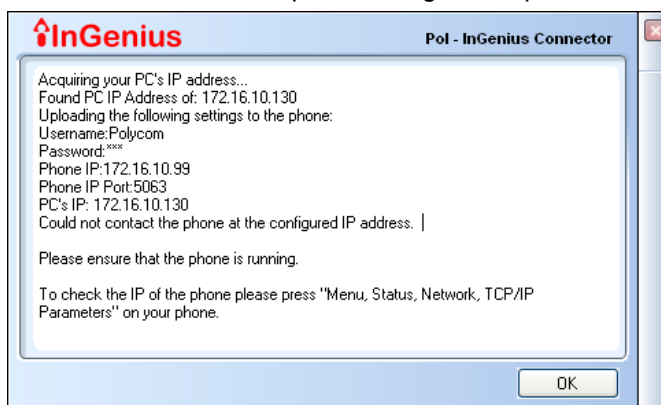 InGenius
Pol - InGenius Connector
Acquiring your PC's IP address...
Found PC IP Address of: 172.16.10.130
Uploading the following settings to the phone:
Username:Polycom
Password:***
Phone IP:172.16.10.99
Phone IP Port:5063
PC's IP: 172.16.10.130
Could not contact the phone at the configured IP address.
Please ensure that the phone is running.
To check the IP of the phone please press "Menu, Status, Network, TCP/IP
Parameters" on your phone.
OK